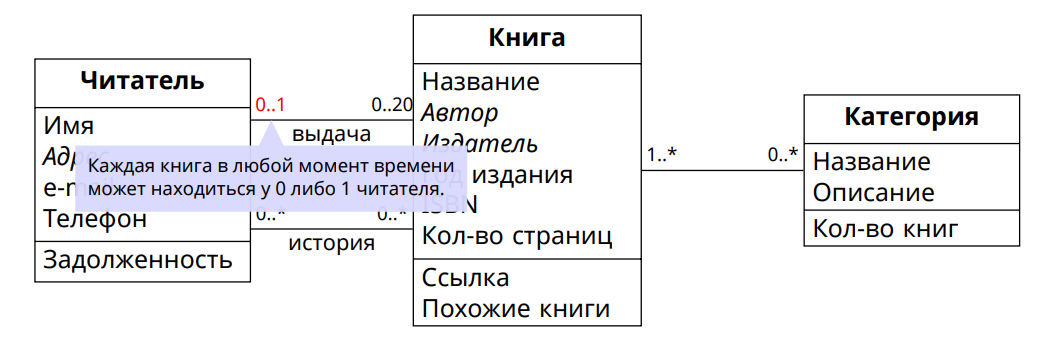 Читатель
Имя
e-m
Телефон
Задолженность
0..1
0..20
выдача
Каждая книга в любой момент времени
может находиться у 0 либо 1 читателя.
0..*
0..*
история
Книга
Название
Автор
Издатель
Год издания
ISBN
Кол-во страниц
Ссылка
Похожие книги
1..*
0..*
Категория
Название
Описание
Кол-во книг